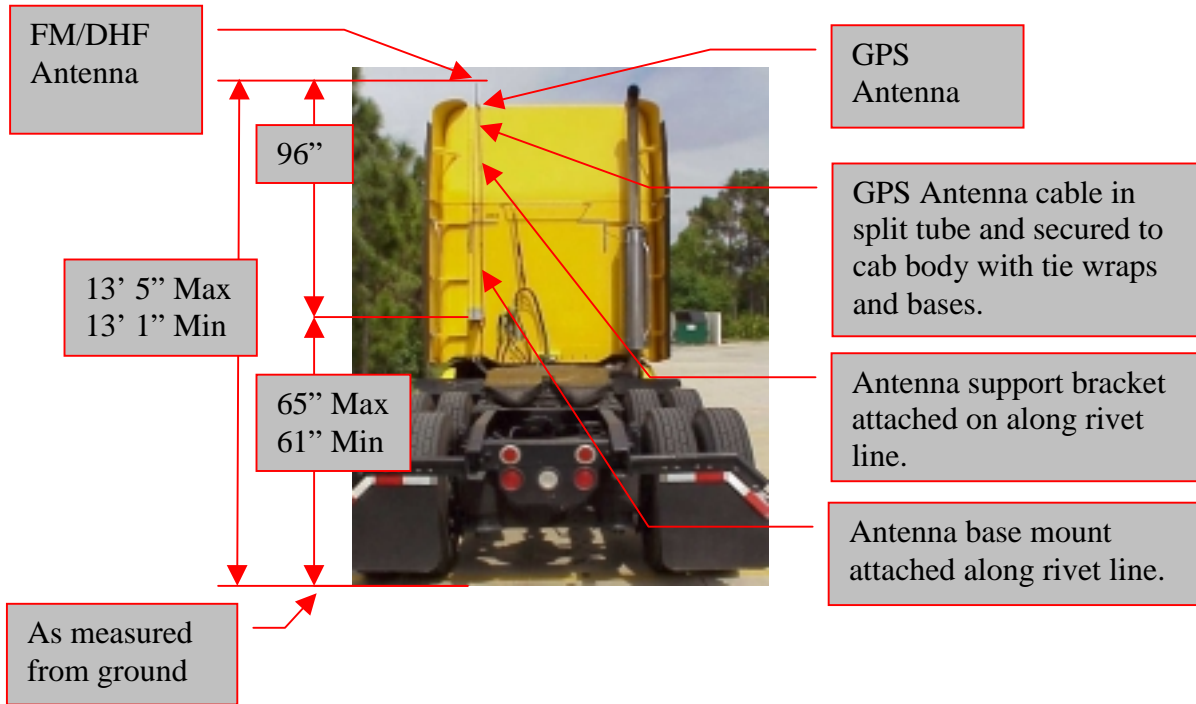 FM/DHF
Antenna
GPS
Antenna
96”
GPS Antenna cable in
split tube and secured to
cab body with tie wraps
and bases.
13’ 5” Max
13’ 1” Min
65” Max
61” Min
Antenna support bracket
attached on along rivet
line.
Antenna base mount
attached along rivet line.
As measured
from ground